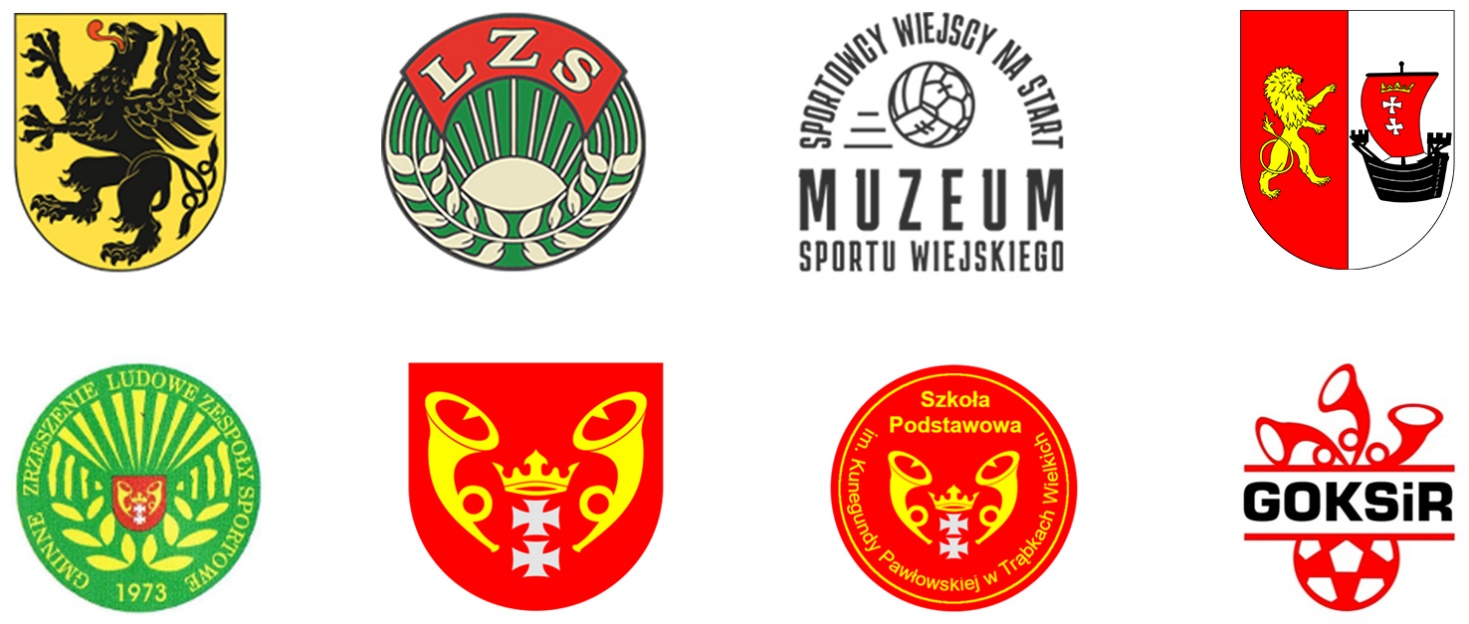 LZS
SPORTOWCY WIEJSCY NA START
MUZEUM
SPORTU WIEJSKIEGO
GMINNE ZRZESZENIE LUDOWE ZESPOŁY SPORTOWE
1973
Szkoła
Podstawowa
im. Kunegundy Pawłowskiej w Trąbkach Wielkich
GOKSiR